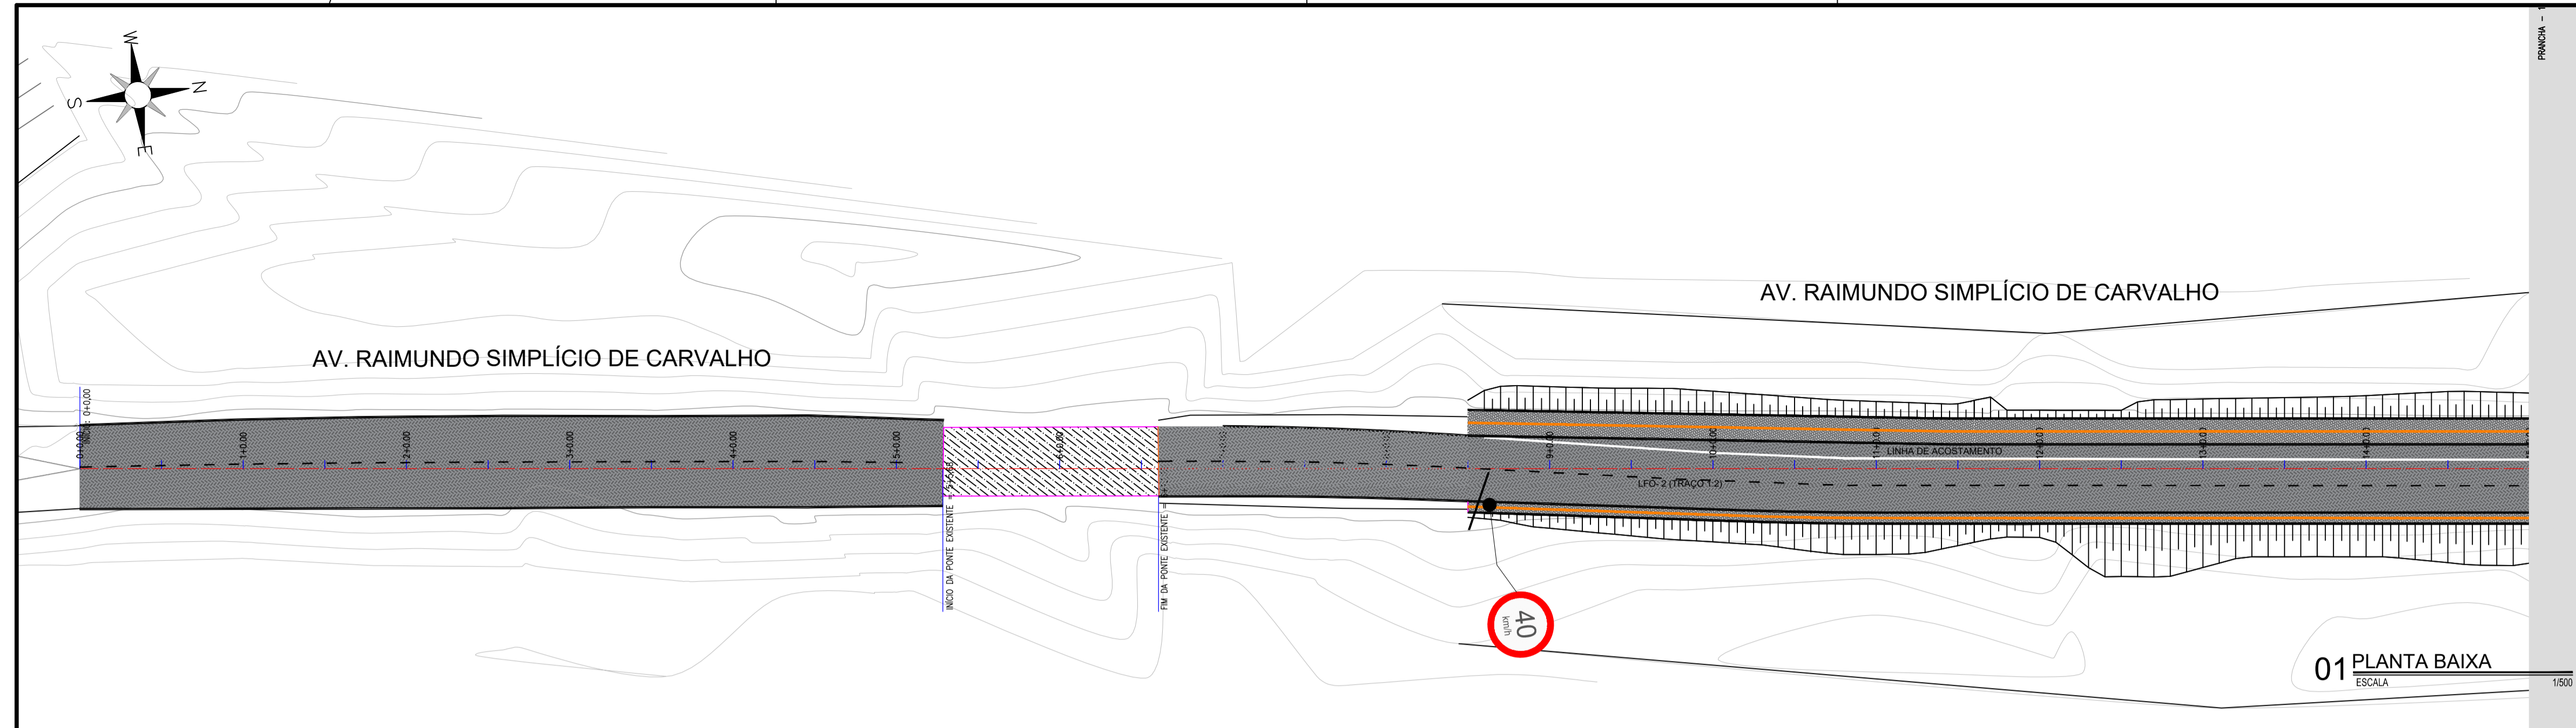 PRANCHA - 1
W
N
S
E
AV. RAIMUNDO SIMPLÍCIO DE CARVALHO
AV. RAIMUNDO SIMPLÍCIO DE CARVALHO
INÍCIO: 0+0,00
0+0.00
1+0.00
2+0.00
3+0.00
4+0.00
5+0.00
6+0.00
9+0.00
10+0.00
11+0.00
12+0.00
13+0.00
14+0.00
LINHA DE ACOSTAMENTO
LFO- 2 (TRAÇO 1:2)
INÍCIO DA PONTE EXISTENTE =
FIM DA PONTE EXISTENTE =
40
km/h
01 PLANTA BAIXA
ESCALA 1/500